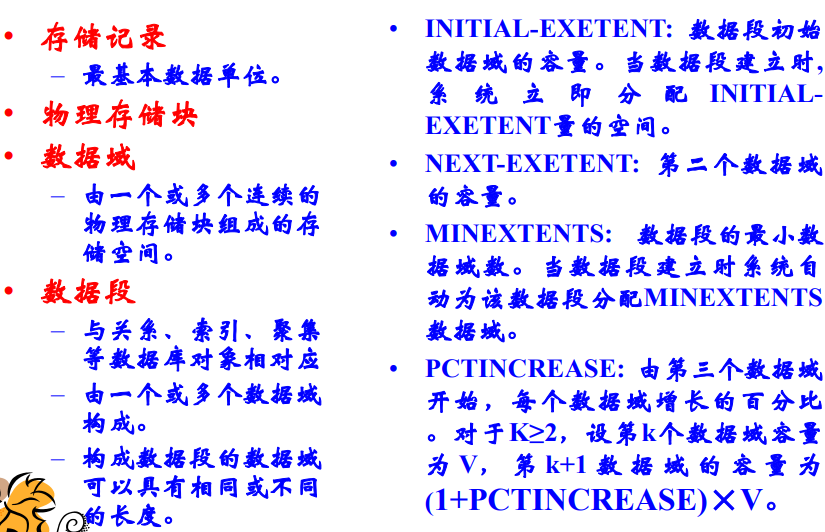 • 存储记录
– 最基本数据单位。
• 物理存储块
• 数据域
– 由一个或多个连续的
物理存储块组成的存
储空间。
• 数据段
– 与关系、索引、聚集
等数据库对象相对应
– 由一个或多个数据域
构成。
– 构成数据段的数据域
可以具有相同或不同
的长度。
• INITIAL-EXETENT: 数据段初始
数据域的容量。当数据段建立时,
系统立即分配 INITIAL-
EXETENT量的空间。
• NEXT-EXETENT: 第二个数据域
的容量。
• MINEXTENTS: 数据段的最小数
据域数。当数据段建立时系统自
动为该数据段分配MINEXTENTS
数据域。
• PCTINCREASE: 由第三个数据域
开始，每个数据域增长的百分比
。对于K≥2，设第k个数据域容量
为 V， 第 k+1 数据域的容量为
(1+PCTINCREASE)×V。